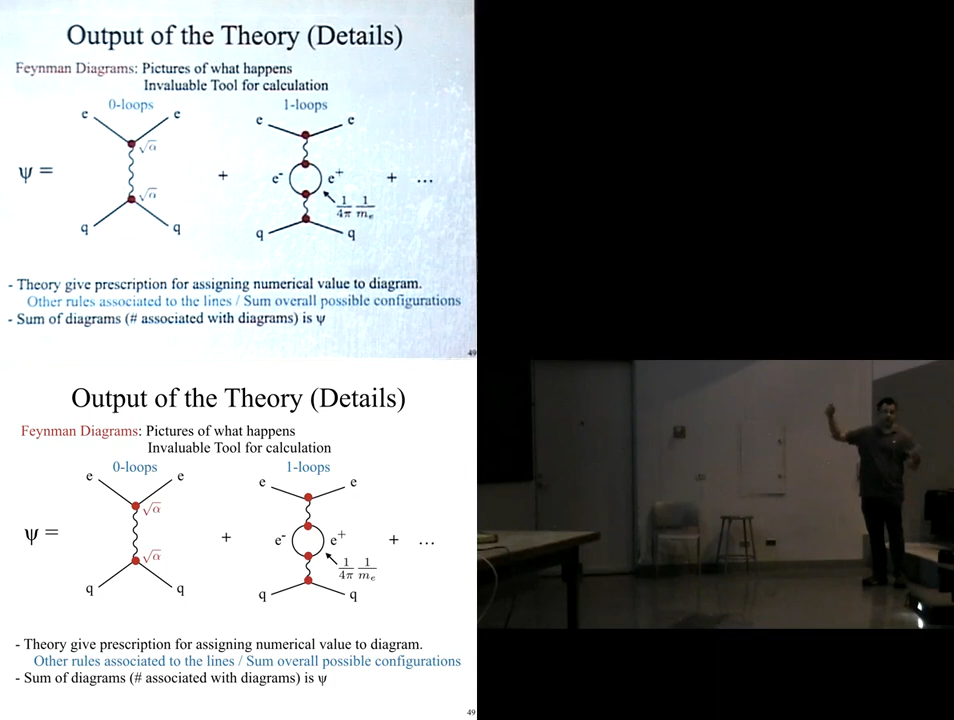 Output of the Theory (Details)
Feynman Diagrams: Pictures of what happens
Invaluable Tool for calculation
0-loops 1-loops
e e e e
√α
ψ = + e⁻ e⁺ + ...
√α
1/4π 1/mₑ
q q q q
- Theory give prescription for assigning numerical value to diagram.
Other rules associated to the lines / Sum overall possible configurations
- Sum of diagrams (# associated with diagrams) is ψ
49
Output of the Theory (Details)
Feynman Diagrams: Pictures of what happens
Invaluable Tool for calculation
0-loops 1-loops
e e e e
√α
ψ = + e⁻ e⁺ + ...
√α
1/4π 1/mₑ
q q q q
- Theory give prescription for assigning numerical value to diagram.
Other rules associated to the lines / Sum overall possible configurations
- Sum of diagrams (# associated with diagrams) is ψ
49